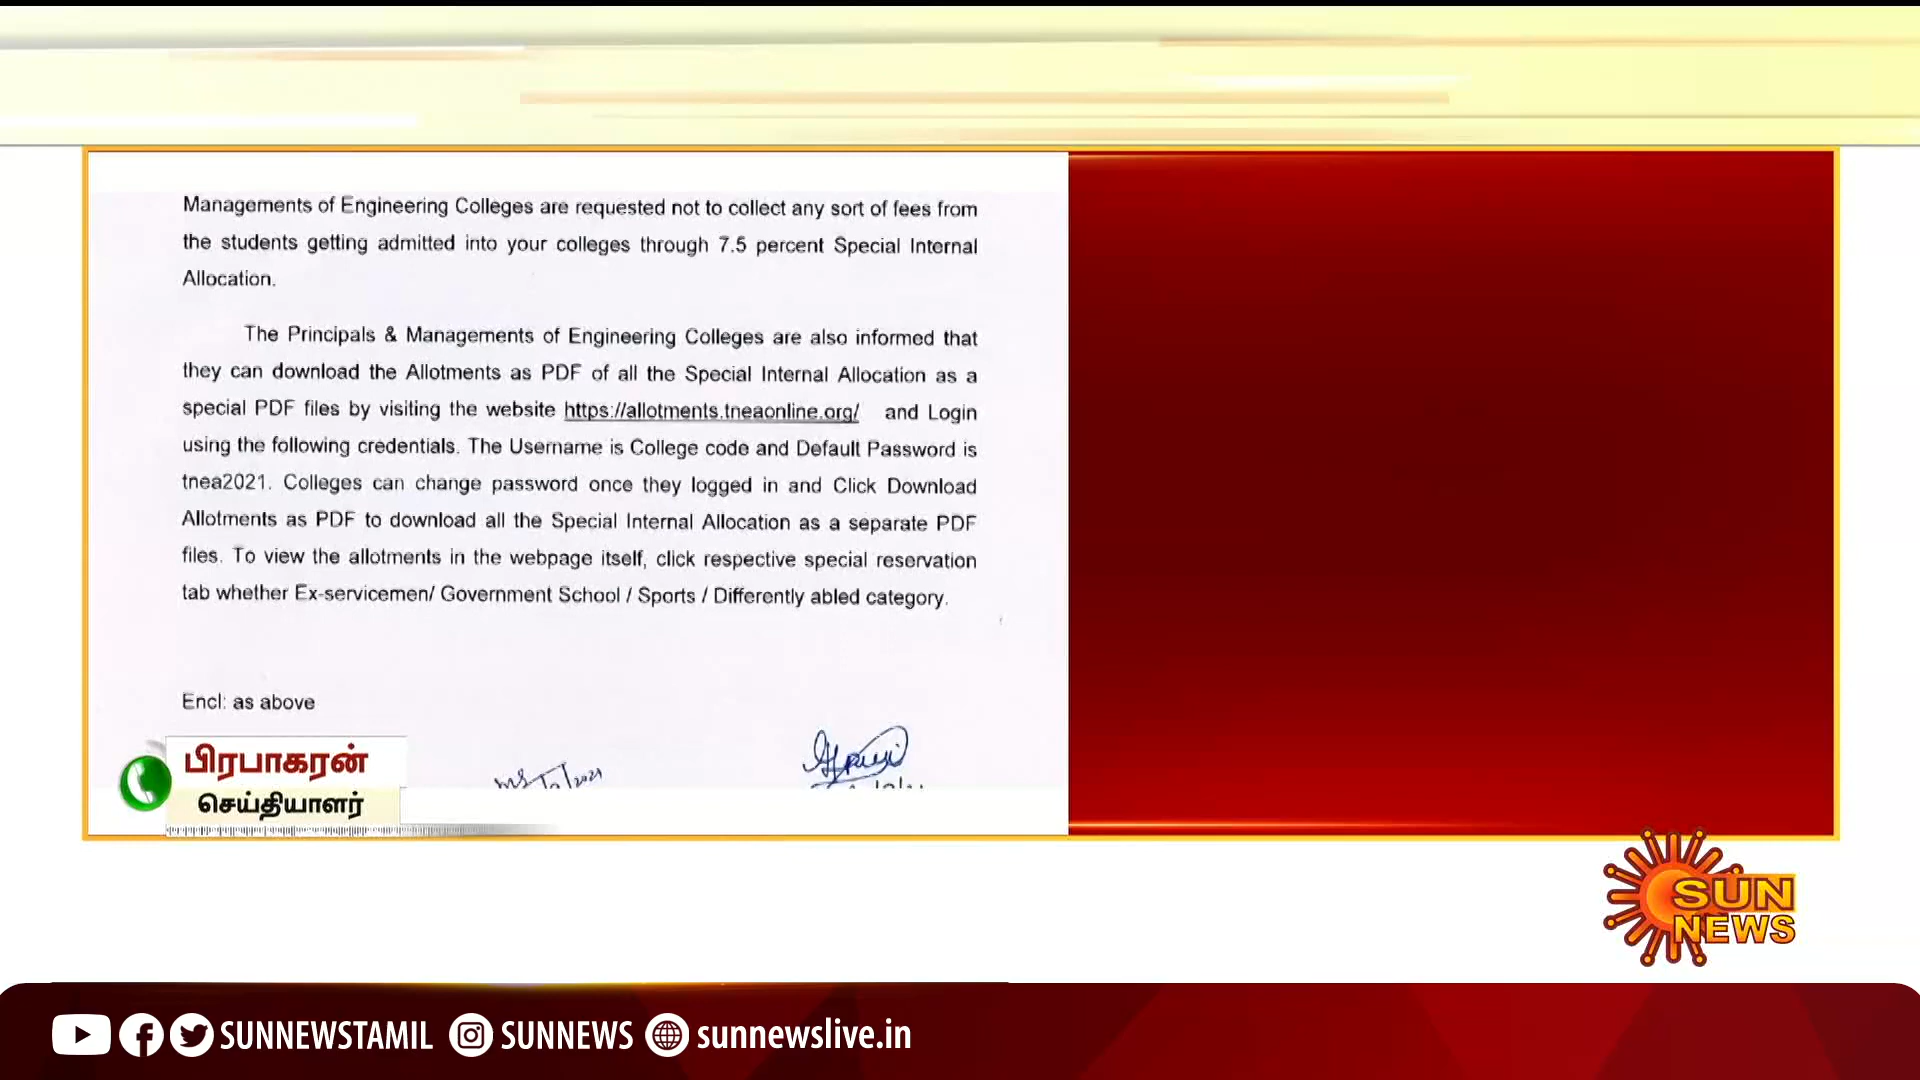 Managements of Engineering Colleges are requested not to collect any sort of fees from
the students getting admitted into your colleges through 7.5 percent Special Internal
Allocation.
The Principals & Managements of Engineering Colleges are also informed that
they can download the Allotments as PDF of all the Special Internal Allocation as a
special PDF files by visiting the website https://allotments.tneaonline.org/ and Login
using the following credentials. The Username is College code and Default Password is
tnea2021. Colleges can change password once they logged in and Click Download
Allotments as PDF to download all the Special Internal Allocation as a separate PDF
files. To view the allotments in the webpage itself, click respective special reservation
tab whether Ex-servicemen/ Government School / Sports / Differently abled category.
Encl: as above
பிரபாகரன்
செய்தியாளர்
SUN
NEWS
SUNNEWSTAMIL SUNNEWS sunnewslive.in